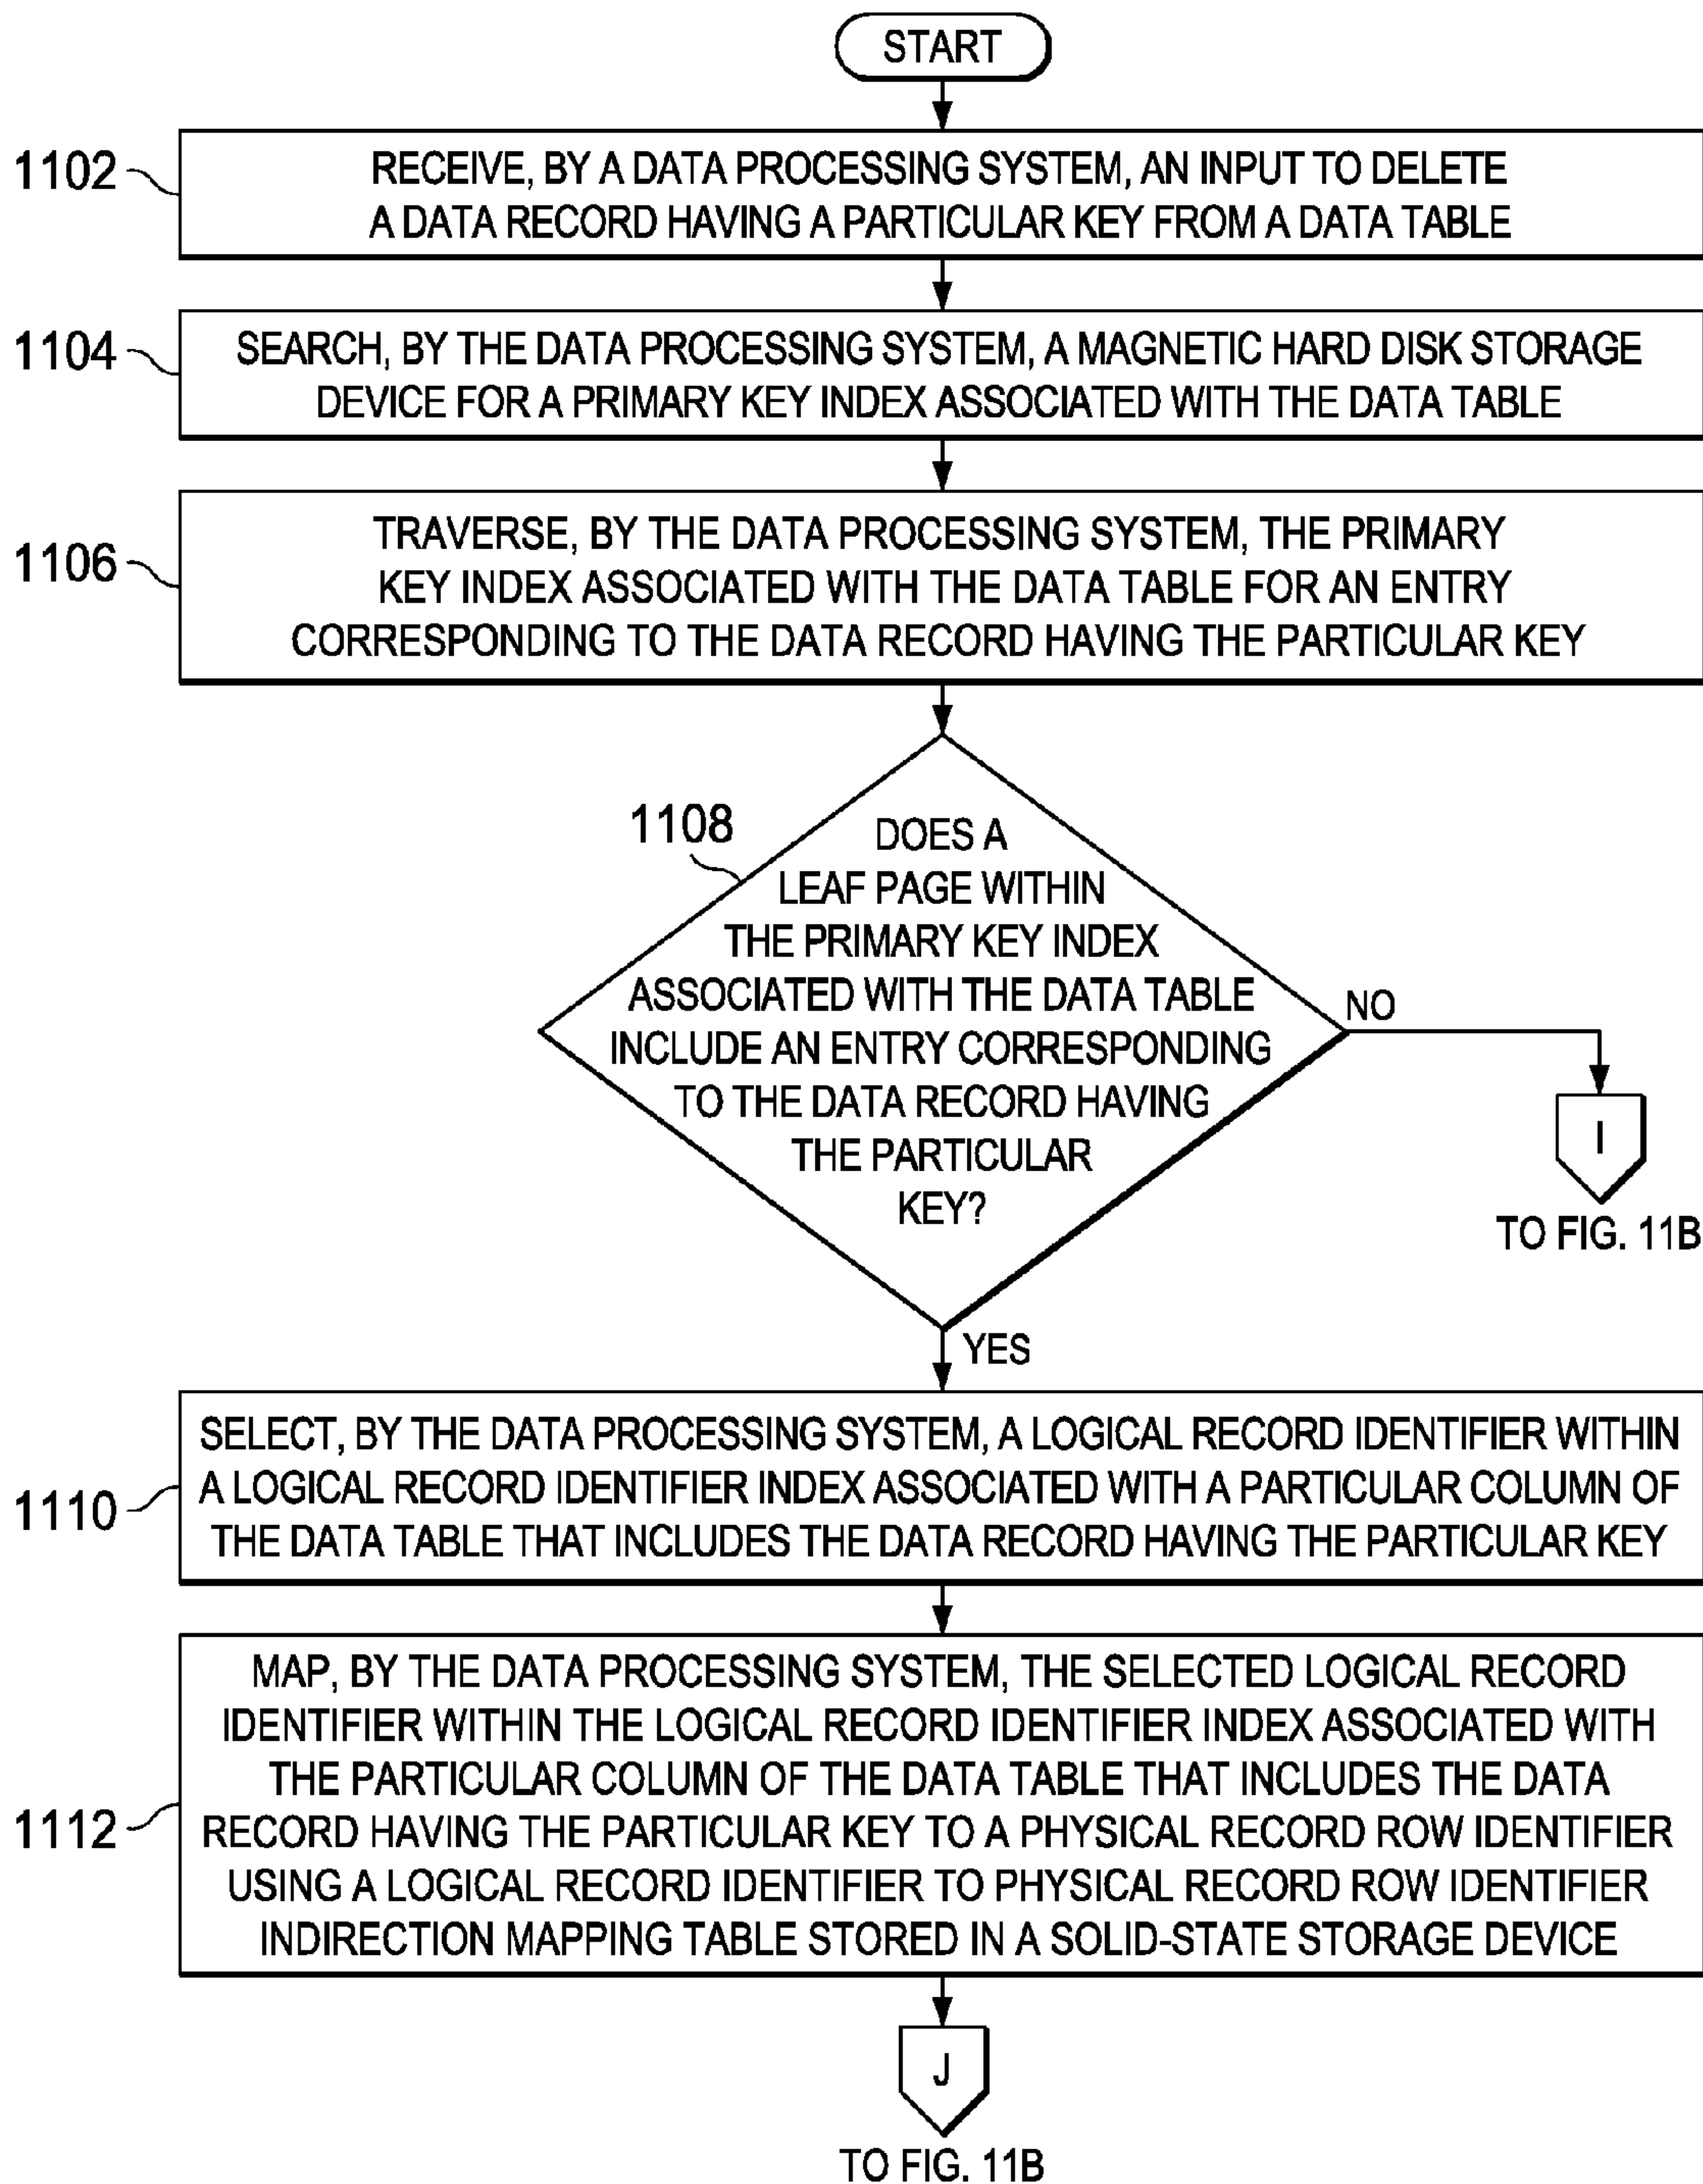 START
1102
RECEIVE, BY A DATA PROCESSING SYSTEM, AN INPUT TO DELETE
A DATA RECORD HAVING A PARTICULAR KEY FROM A DATA TABLE
1104
SEARCH, BY THE DATA PROCESSING SYSTEM, A MAGNETIC HARD DISK STORAGE
DEVICE FOR A PRIMARY KEY INDEX ASSOCIATED WITH THE DATA TABLE
1106
TRAVERSE, BY THE DATA PROCESSING SYSTEM, THE PRIMARY
KEY INDEX ASSOCIATED WITH THE DATA TABLE FOR AN ENTRY
CORRESPONDING TO THE DATA RECORD HAVING THE PARTICULAR KEY
1108
DOES A
LEAF PAGE WITHIN
THE PRIMARY KEY INDEX
ASSOCIATED WITH THE DATA TABLE
INCLUDE AN ENTRY CORRESPONDING
TO THE DATA RECORD HAVING
THE PARTICULAR
KEY?
NO
I
TO FIG. 11B
YES
1110
SELECT, BY THE DATA PROCESSING SYSTEM, A LOGICAL RECORD IDENTIFIER WITHIN
A LOGICAL RECORD IDENTIFIER INDEX ASSOCIATED WITH A PARTICULAR COLUMN OF
THE DATA TABLE THAT INCLUDES THE DATA RECORD HAVING THE PARTICULAR KEY
1112
MAP, BY THE DATA PROCESSING SYSTEM, THE SELECTED LOGICAL RECORD
IDENTIFIER WITHIN THE LOGICAL RECORD IDENTIFIER INDEX ASSOCIATED WITH
THE PARTICULAR COLUMN OF THE DATA TABLE THAT INCLUDES THE DATA
RECORD HAVING THE PARTICULAR KEY TO A PHYSICAL RECORD ROW IDENTIFIER
USING A LOGICAL RECORD IDENTIFIER TO PHYSICAL RECORD ROW IDENTIFIER
INDIRECTION MAPPING TABLE STORED IN A SOLID-STATE STORAGE DEVICE
J
TO FIG. 11B